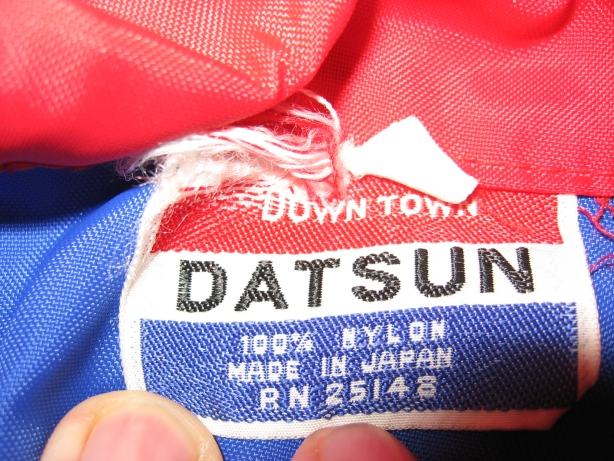 DOWN TOWN
DATSUN
100% NYLON
MADE IN JAPAN
RN 25148